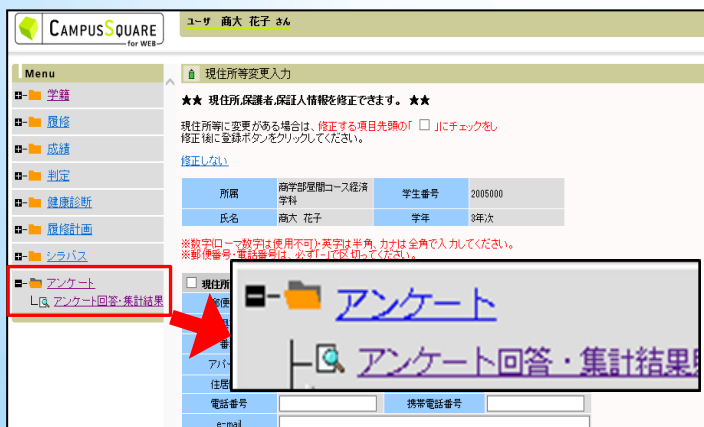 CAMPUSSQUARE
for WEB
ユーザ 商大 花子 さん
Menu
学籍
履修
成績
判定
健康診断
履修計画
シラバス
アンケート
アンケート回答・集計結果
現住所等変更入力
★★ 現住所,保護者,保証人情報を修正できます。 ★★
現住所等に変更がある場合は、修正する項目先頭の「 □ 」にチェックをし
修正後に登録ボタンをクリックしてください。
修正しない
所属 商学部昼間コース経済学科 学生番号 2005000
氏名 商大 花子 学年 3年次
※数字(ローマ数字は使用不可)・英字は半角、カナは全角で入力してください。
※郵便番号・電話番号は、必ず「-」で区切ってください。
現住所
郵便
番
アパー
住居
電話番号 携帯電話番号
e-mail
アンケート
アンケート回答・集計結果